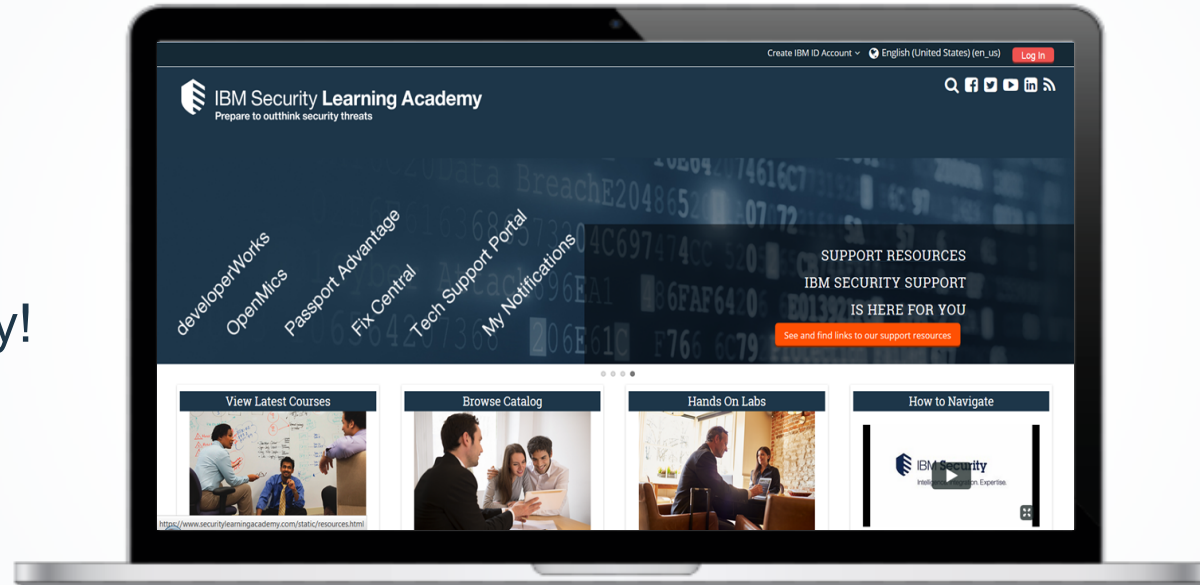 y!
Create IBM ID Account
English (United States) (en_us)
Log In
IBM Security Learning Academy
Prepare to outthink security threats
developerWorks
OpenMics
Passport Advantage
Fix Central
Tech Support Portal
My Notifications
SUPPORT RESOURCES
IBM SECURITY SUPPORT
IS HERE FOR YOU
See and find links to our support resources
View Latest Courses
Browse Catalog
Hands On Labs
How to Navigate
IBM Security
Intelligence. Integration. Expertise.
https://www.securitylearningacademy.com/static/resources.html